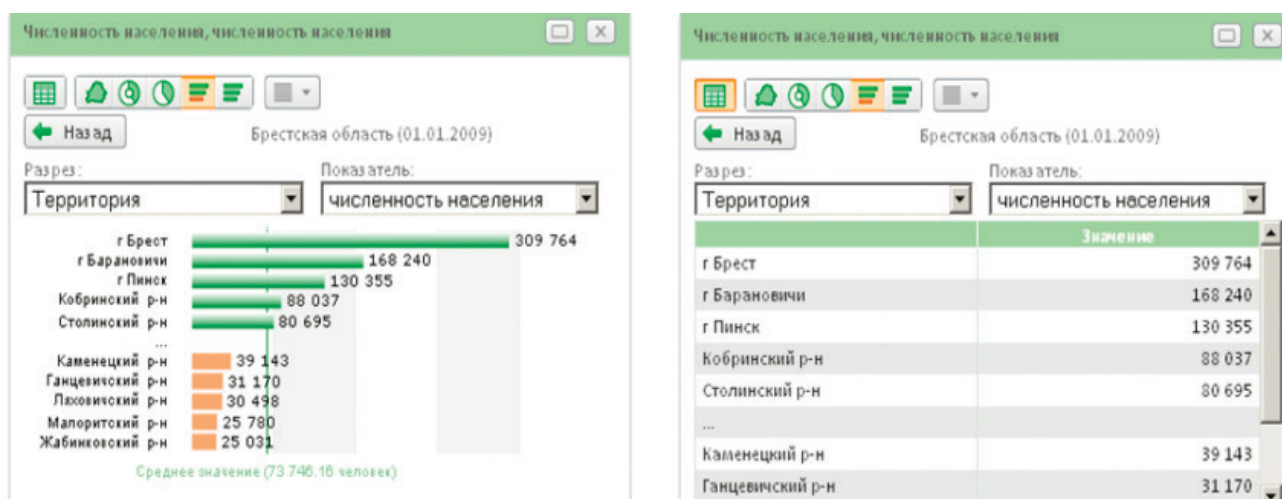 Численность населения, численность населения
Назад
Брестская область (01.01.2009)
Разрез:
Показатель:
Территория
численность населения
г Брест 309 764
г Барановичи 168 240
г Пинск 130 355
Кобринский р-н 88 037
Столинский р-н 80 695
...
Каменецкий р-н 39 143
Ганцевичский р-н 31 170
Ляховичский р-н 30 498
Малоритский р-н 25 780
Жабинковский р-н 25 031
Среднее значение (73 746.16 человек)
Численность населения, численность населения
Назад
Брестская область (01.01.2009)
Разрез:
Показатель:
Территория
численность населения
Значение
г Брест 309 764
г Барановичи 168 240
г Пинск 130 355
Кобринский р-н 88 037
Столинский р-н 80 695
...
Каменецкий р-н 39 143
Ганцевичский р-н 31 170